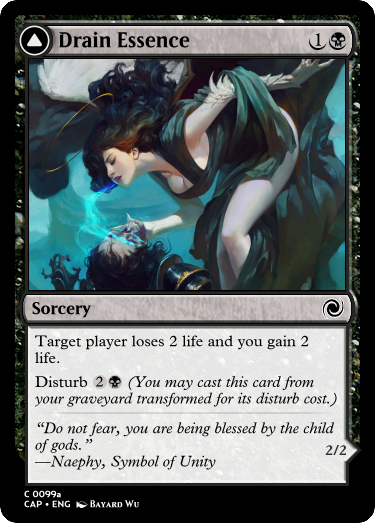 Drain Essence 1
Sorcery
Target player loses 2 life and you gain 2
life.
Disturb 2 (You may cast this card from
your graveyard transformed for its disturb cost.)
“Do not fear, you are being blessed by the child
of gods.”
—Naephy, Symbol of Unity
2/2
C 0099a
CAP • ENG Bayard Wu